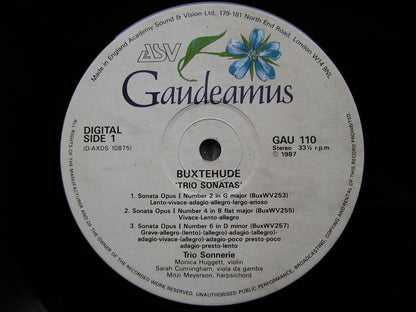 Made in England Academy Sound & Vision Ltd, 179-181 North End Road, London W14 9NL
ASV
Gaudeamus
DIGITAL
SIDE 1
(D-AXDS 10875)
GAU 110
Stereo 33⅓ r.p.m.
℗ 1987
BUXTEHUDE
'TRIO SONATAS'
1. Sonata Opus I Number 2 in G major (BuxWV253)
Lento-vivace-adagio-allegro-largo-arioso
2. Sonata Opus I Number 4 in B flat major (BuxWV255)
Vivace-Lento-allegro
3. Sonata Opus I Number 6 in D minor (BuxWV257)
Grave-allegro-(lento)-(allegro)-adagio-(allegro)-
adagio-vivace-(allegro)-adagio-poco presto-poco
adagio-presto-lento)
Trio Sonnerie
Monica Huggett, violin
Sarah Cunningham, viola da gamba
Mitzi Meyerson, harpsichord
ALL RIGHTS OF THE MANUFACTURER AND OF THE OWNER OF THE RECORDED WORK RESERVED. UNAUTHORISED PUBLIC PERFORMANCE, BROADCASTING, COPYING OF THIS RECORD PROHIBITED.